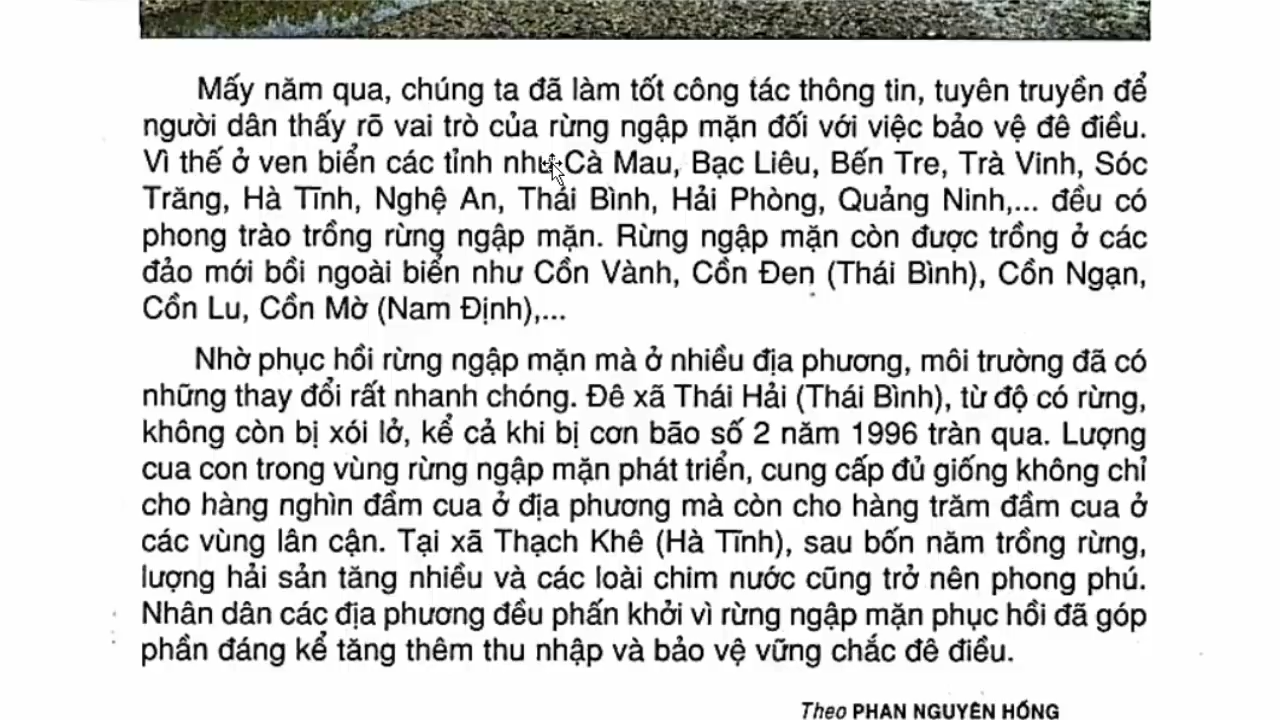 Mấy năm qua, chúng ta đã làm tốt công tác thông tin, tuyên truyền để
người dân thấy rõ vai trò của rừng ngập mặn đối với việc bảo vệ đê điều.
Vì thế ở ven biển các tỉnh như Cà Mau, Bạc Liêu, Bến Tre, Trà Vinh, Sóc
Trăng, Hà Tĩnh, Nghệ An, Thái Bình, Hải Phòng, Quảng Ninh,... đều có
phong trào trồng rừng ngập mặn. Rừng ngập mặn còn được trồng ở các
đảo mới bồi ngoài biển như Cồn Vành, Cồn Đen (Thái Bình), Cồn Ngạn,
Cồn Lu, Cồn Mờ (Nam Định),...
Nhờ phục hồi rừng ngập mặn mà ở nhiều địa phương, môi trường đã có
những thay đổi rất nhanh chóng. Đê xã Thái Hải (Thái Bình), từ độ có rừng,
không còn bị xói lở, kể cả khi bị cơn bão số 2 năm 1996 tràn qua. Lượng
cua con trong vùng rừng ngập mặn phát triển, cung cấp đủ giống không chỉ
cho hàng nghìn đầm cua ở địa phương mà còn cho hàng trăm đầm cua ở
các vùng lân cận. Tại xã Thạch Khê (Hà Tĩnh), sau bốn năm trồng rừng,
lượng hải sản tăng nhiều và các loài chim nước cũng trở nên phong phú.
Nhân dân các địa phương đều phấn khởi vì rừng ngập mặn phục hồi đã góp
phần đáng kể tăng thêm thu nhập và bảo vệ vững chắc đê điều.
Theo PHAN NGUYÊN HỒNG